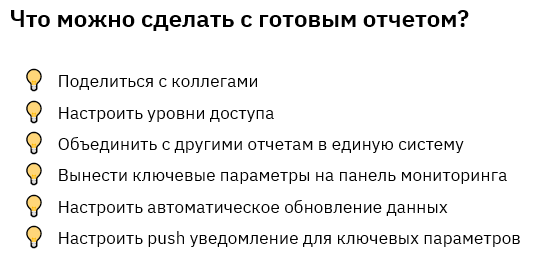 Что можно сделать с готовым отчетом?
Поделиться с коллегами
Настроить уровни доступа
Объединить с другими отчетам в единую систему
Вынести ключевые параметры на панель мониторинга
Настроить автоматическое обновление данных
Настроить push уведомление для ключевых параметров